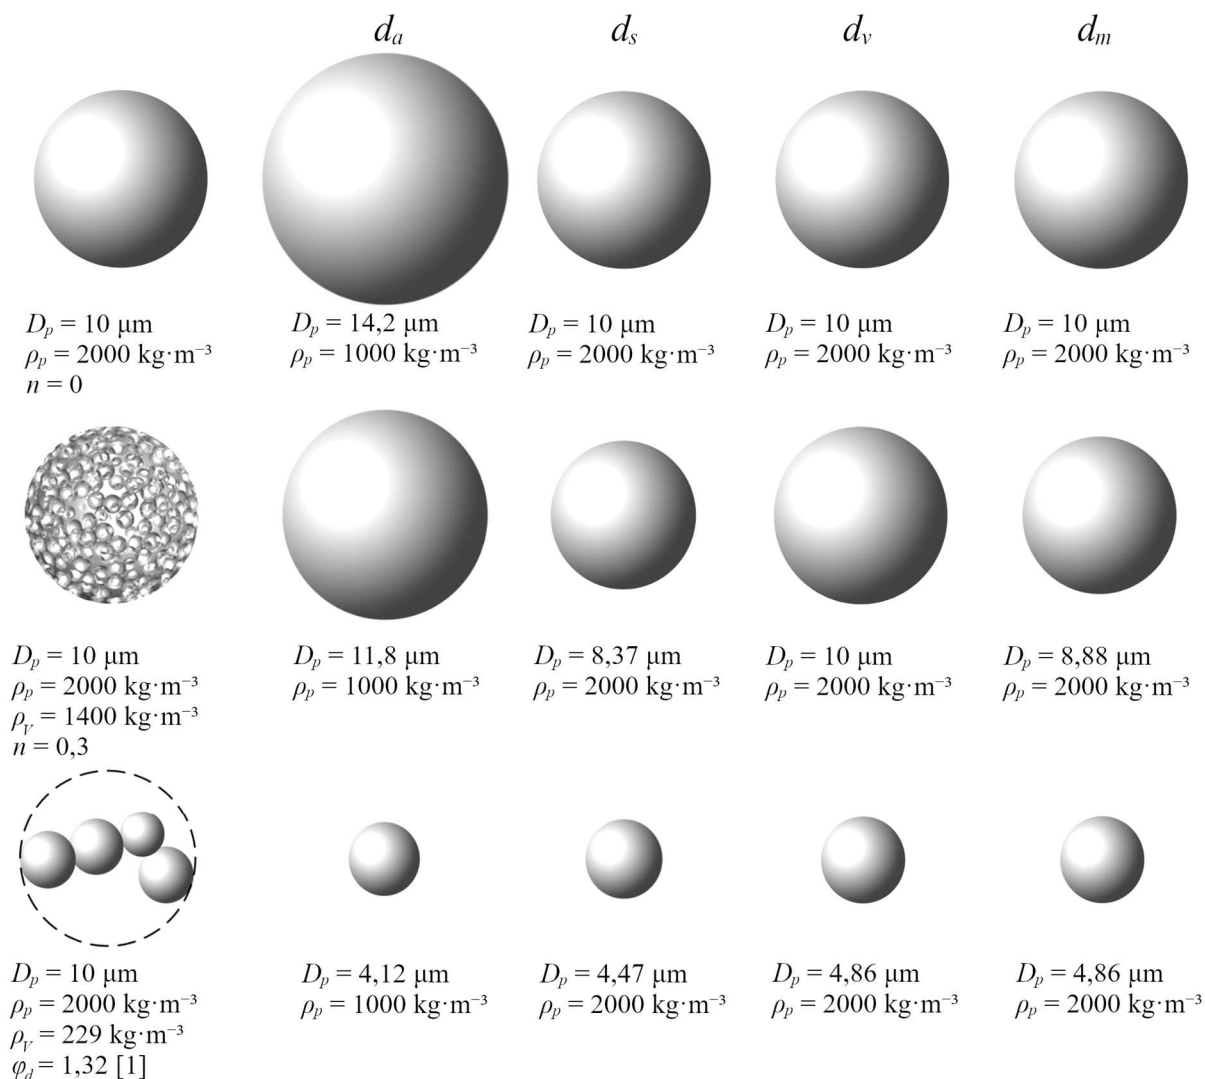 d_a d_s d_v d_m
D_p = 10 μm
ρ_p = 2000 kg·m⁻³
n = 0
D_p = 14,2 μm
ρ_p = 1000 kg·m⁻³
D_p = 10 μm
ρ_p = 2000 kg·m⁻³
D_p = 10 μm
ρ_p = 2000 kg·m⁻³
D_p = 10 μm
ρ_p = 2000 kg·m⁻³
D_p = 10 μm
ρ_p = 2000 kg·m⁻³
ρ_V = 1400 kg·m⁻³
n = 0,3
D_p = 11,8 μm
ρ_p = 1000 kg·m⁻³
D_p = 8,37 μm
ρ_p = 2000 kg·m⁻³
D_p = 10 μm
ρ_p = 2000 kg·m⁻³
D_p = 8,88 μm
ρ_p = 2000 kg·m⁻³
D_p = 10 μm
ρ_p = 2000 kg·m⁻³
ρ_V = 229 kg·m⁻³
φ_d = 1,32 [1]
D_p = 4,12 μm
ρ_p = 1000 kg·m⁻³
D_p = 4,47 μm
ρ_p = 2000 kg·m⁻³
D_p = 4,86 μm
ρ_p = 2000 kg·m⁻³
D_p = 4,86 μm
ρ_p = 2000 kg·m⁻³